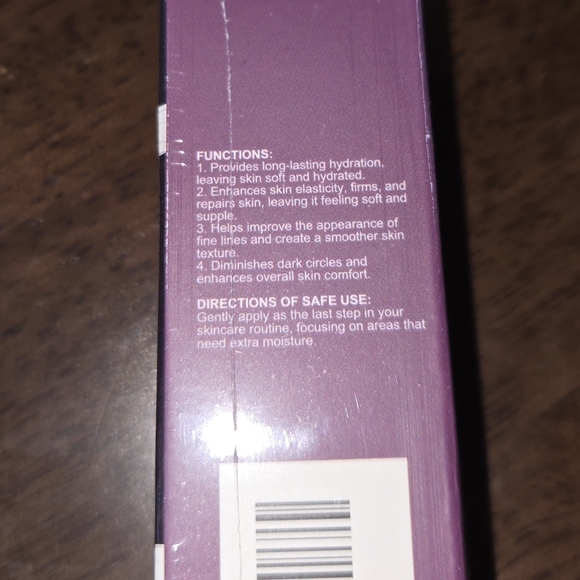 FUNCTIONS:
1. Provides long-lasting hydration,
leaving skin soft and hydrated.
2. Enhances skin elasticity, firms, and
repairs skin, leaving it feeling soft and
supple.
3. Helps improve the appearance of
fine lines and create a smoother skin
texture.
4. Diminishes dark circles and
enhances overall skin comfort.
DIRECTIONS OF SAFE USE:
Gently apply as the last step in your
skincare routine, focusing on areas that
need extra moisture.